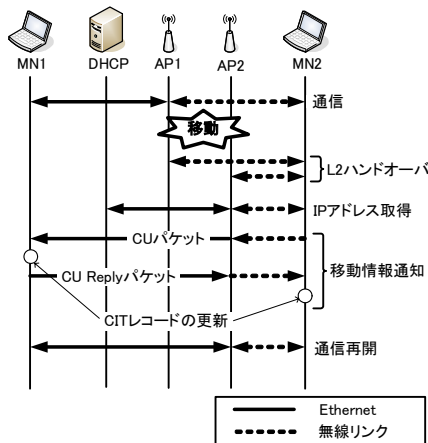 MN1
DHCP
AP1
AP2
MN2
通信
移動
L2ハンドオーバ
IPアドレス取得
CUパケット
CU Replyパケット
移動情報通知
CITレコードの更新
通信再開
Ethernet
無線リンク